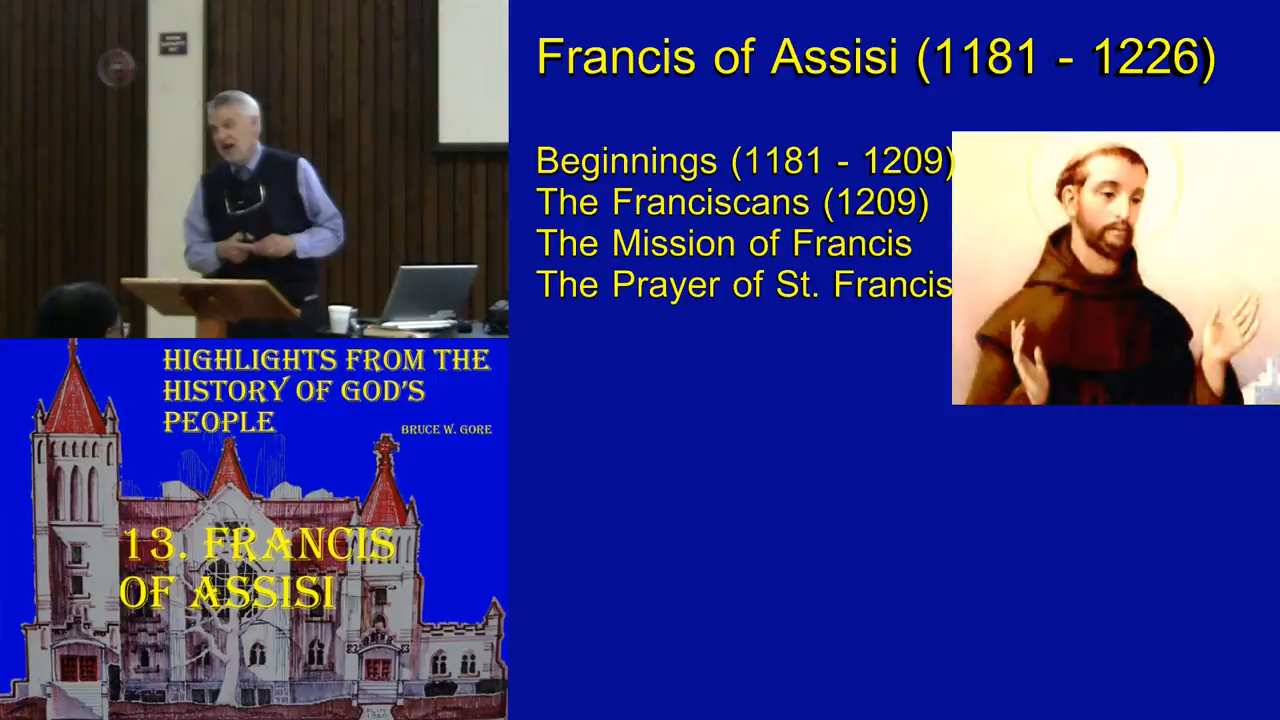 Francis of Assisi (1181 - 1226)
Beginnings (1181 - 1209)
The Franciscans (1209)
The Mission of Francis
The Prayer of St. Francis
HIGHLIGHTS FROM THE
HISTORY OF GOD'S
PEOPLE
BRUCE W. GORE
13. FRANCIS
OF ASSISI